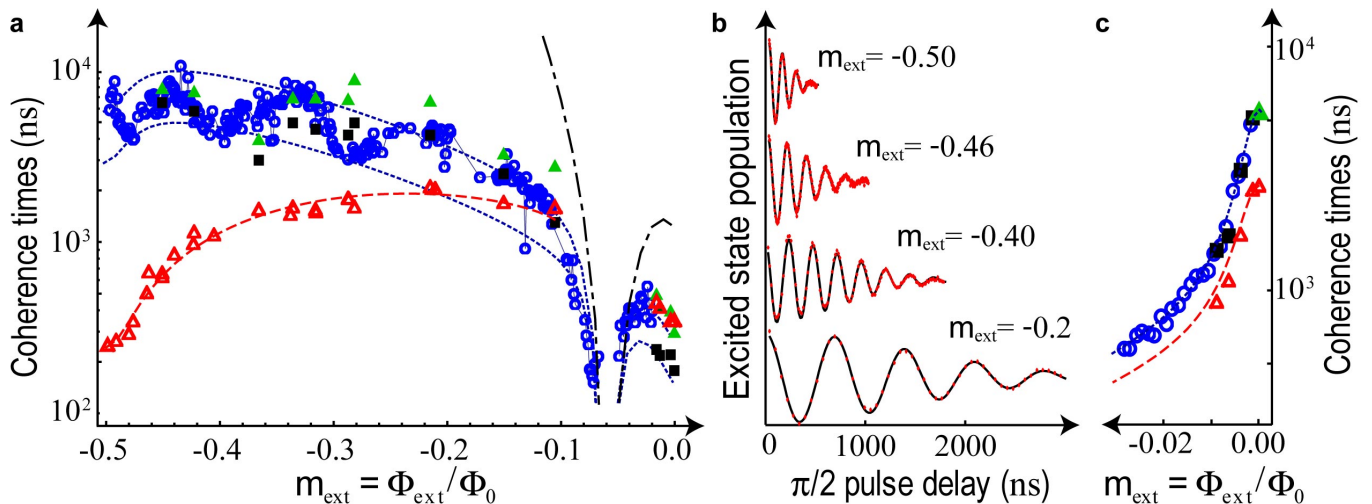 a
Coherence times (ns)
10⁴
10³
10²
-0.5
-0.4
-0.3
-0.2
-0.1
0.0
m_ext = Φ_ext/Φ_0
b
Excited state population
m_ext = -0.50
m_ext = -0.46
m_ext = -0.40
m_ext = -0.2
0
1000
2000
π/2 pulse delay (ns)
c
10⁴
10³
Coherence times (ns)
-0.02
0.00
m_ext = Φ_ext/Φ_0